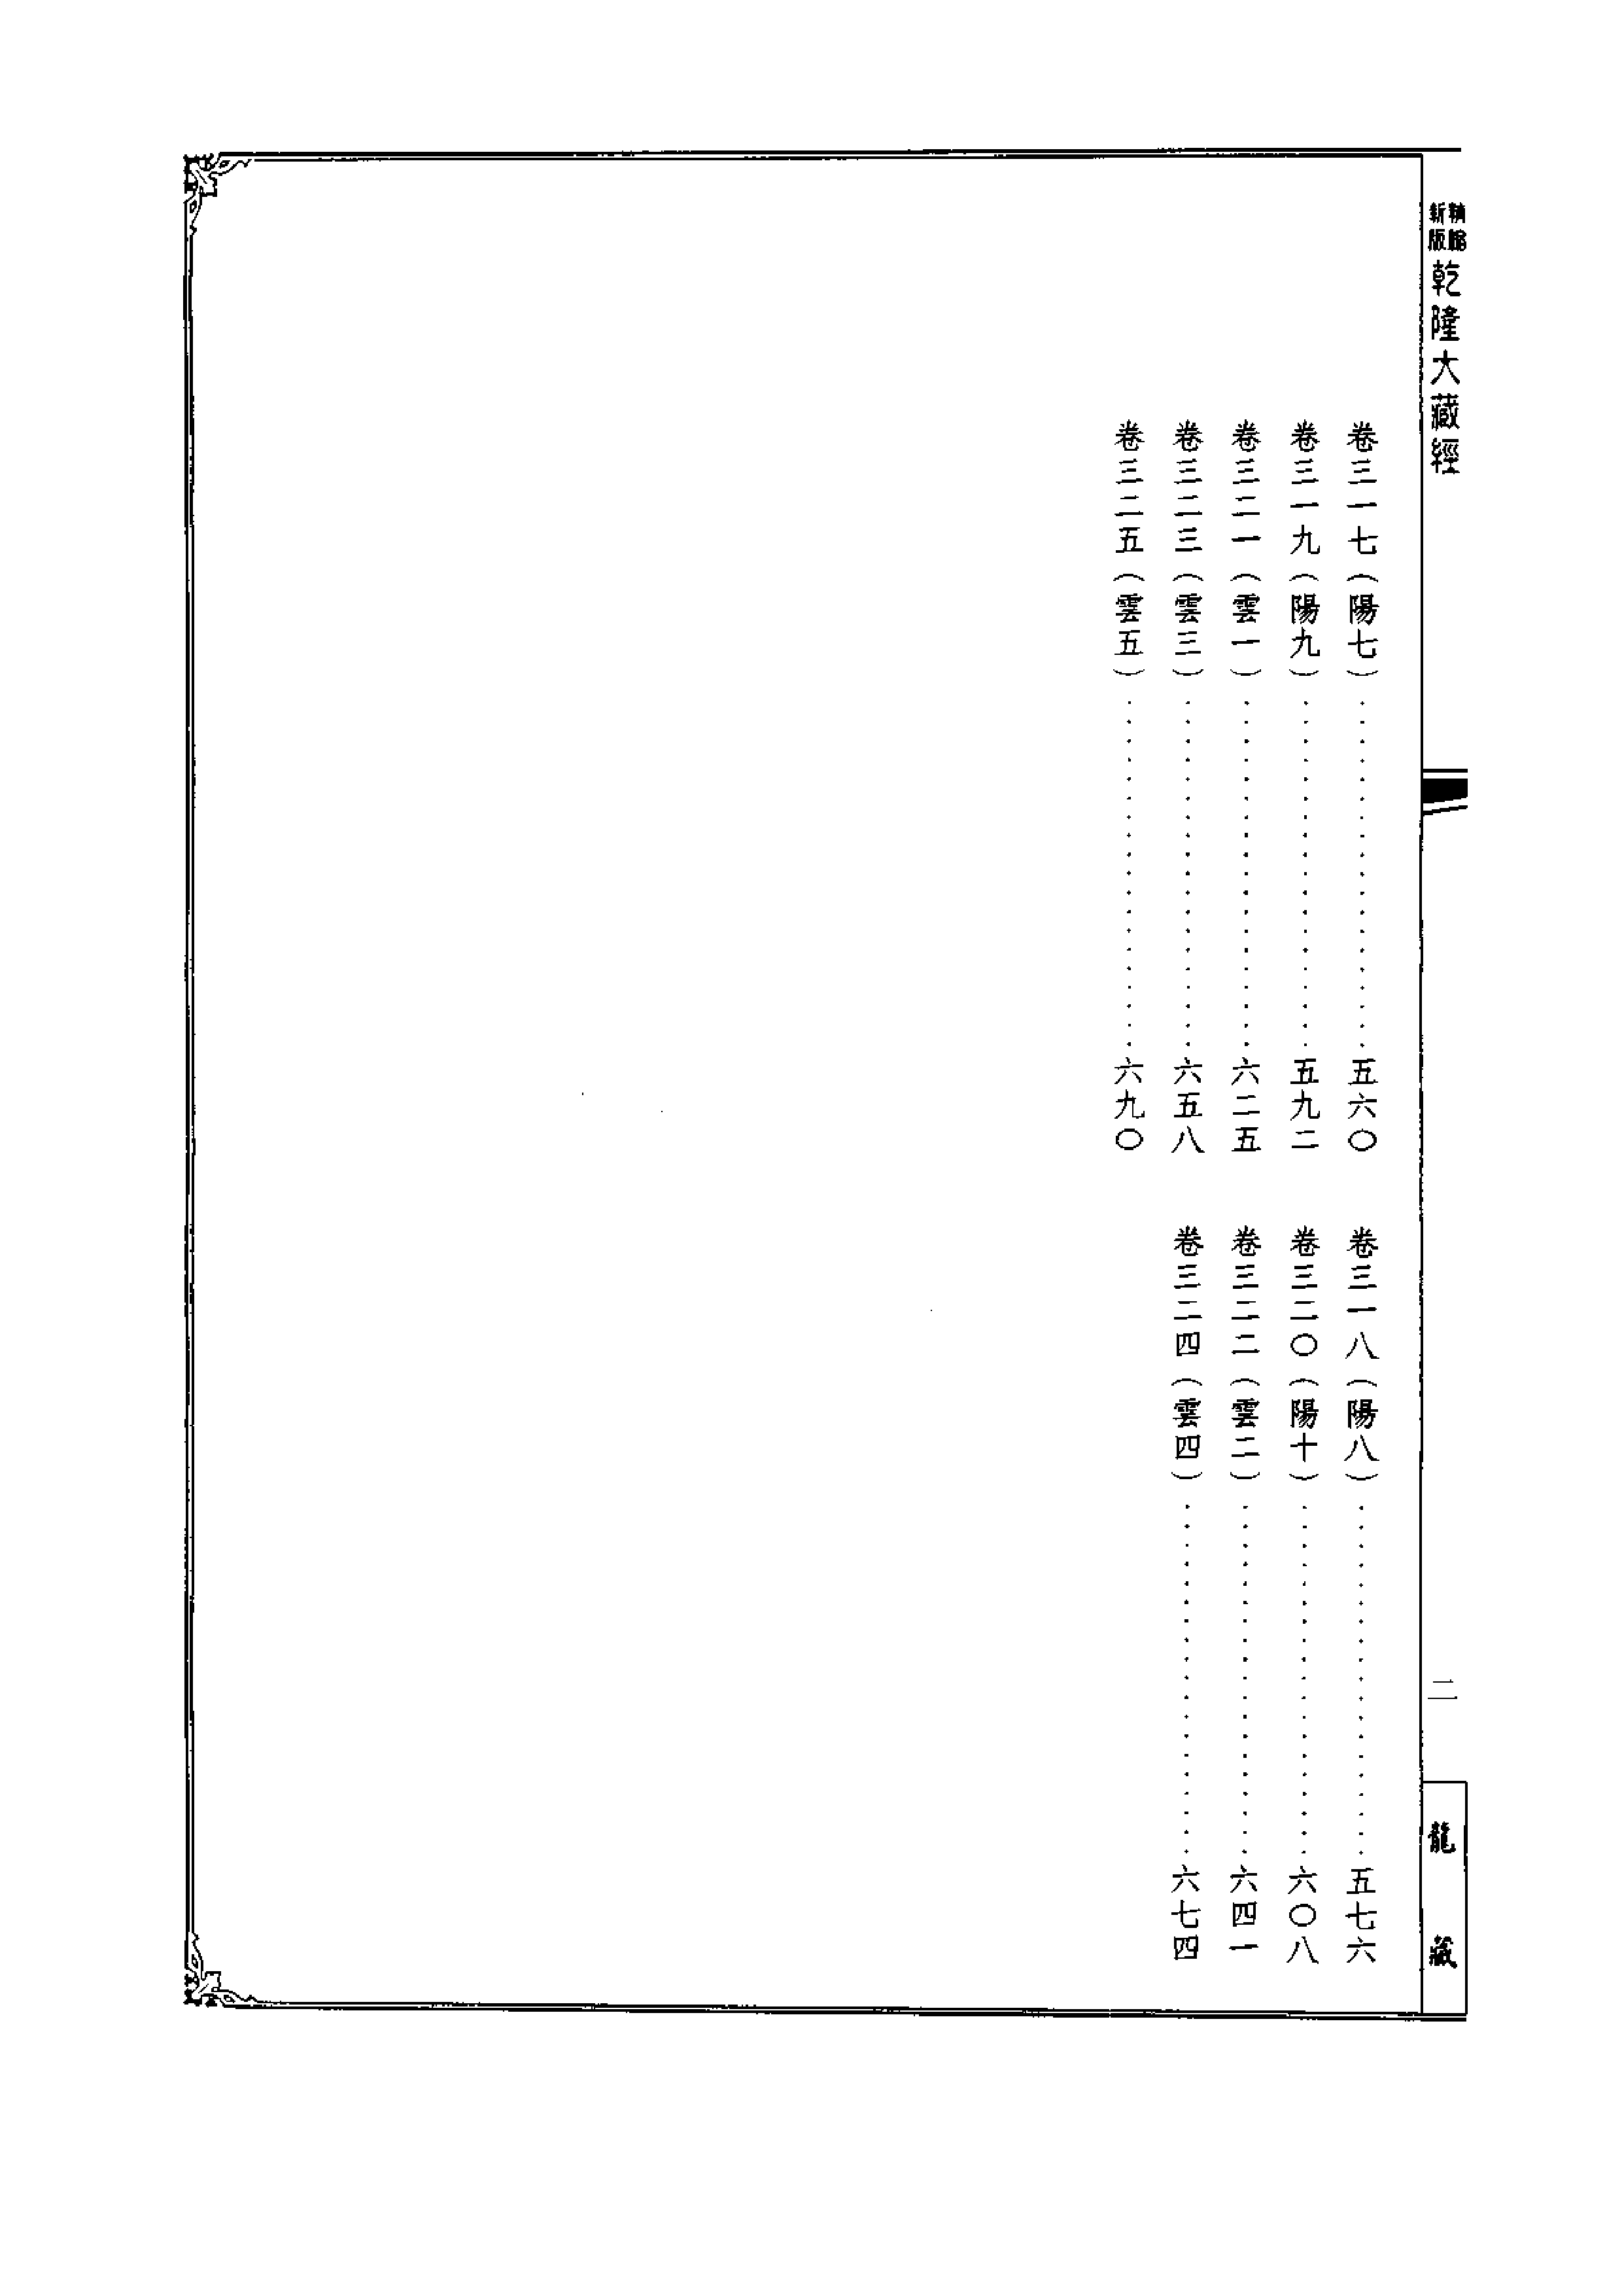 新版
乾隆大藏經
卷三一七（陽七）··················五六〇
卷三一八（陽八）··················五七六
卷三一九（陽九）··················五九二
卷三二〇（陽十）··················六〇八
卷三二一（雲一）··················六二五
卷三二二（雲二）··················六四一
卷三二三（雲三）··················六五八
卷三二四（雲四）··················六七四
卷三二五（雲五）··················六九〇
二
龍藏